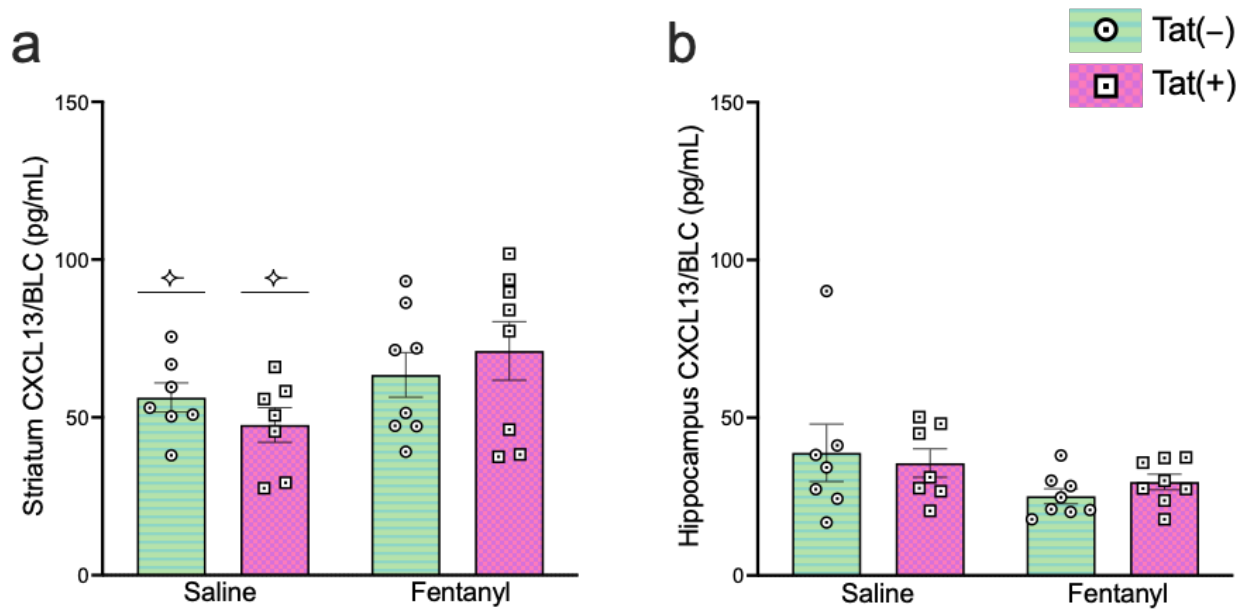 a
b
Tat(–)
Tat(+)
Striatum CXCL13/BLC (pg/mL)
150
100
50
0
Saline
Fentanyl
Hippocampus CXCL13/BLC (pg/mL)
150
100
50
0
Saline
Fentanyl